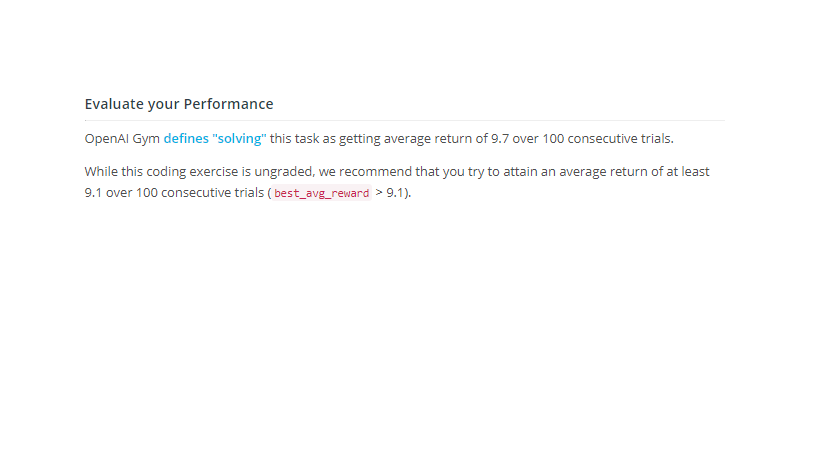 Evaluate your Performance
OpenAI Gym defines "solving" this task as getting average return of 9.7 over 100 consecutive trials.
While this coding exercise is ungraded, we recommend that you try to attain an average return of at least
9.1 over 100 consecutive trials ( best_avg_reward > 9.1).